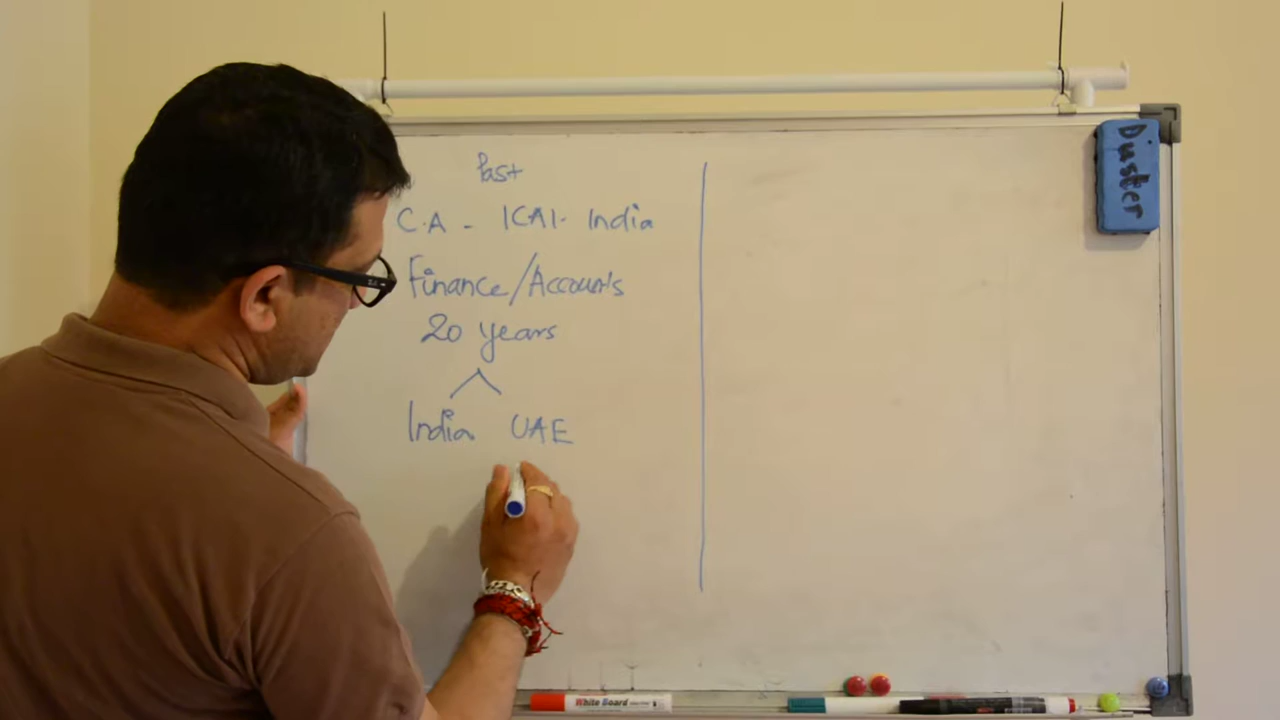 Past
C.A - ICAI- India
Finance/Accounts
20 years
India UAE
Duster
White Board